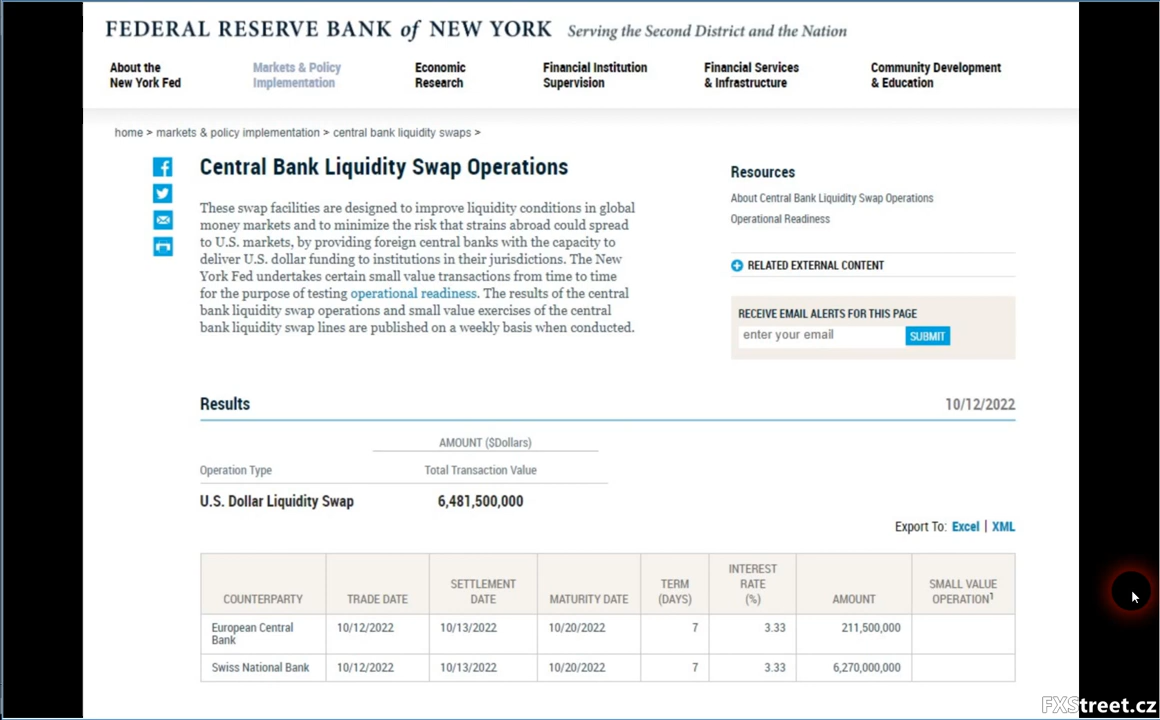 FEDERAL RESERVE BANK of NEW YORK Serving the Second District and the Nation
About the
New York Fed
Markets & Policy
Implementation
Economic
Research
Financial Institution
Supervision
Financial Services
& Infrastructure
Community Development
& Education
home > markets & policy implementation > central bank liquidity swaps >
Central Bank Liquidity Swap Operations
These swap facilities are designed to improve liquidity conditions in global
money markets and to minimize the risk that strains abroad could spread
to U.S. markets, by providing foreign central banks with the capacity to
deliver U.S. dollar funding to institutions in their jurisdictions. The New
York Fed undertakes certain small value transactions from time to time
for the purpose of testing operational readiness. The results of the central
bank liquidity swap operations and small value exercises of the central
bank liquidity swap lines are published on a weekly basis when conducted.
Resources
About Central Bank Liquidity Swap Operations
Operational Readiness
RELATED EXTERNAL CONTENT
RECEIVE EMAIL ALERTS FOR THIS PAGE
enter your email SUBMIT
Results 10/12/2022
AMOUNT ($Dollars)
Operation Type Total Transaction Value
U.S. Dollar Liquidity Swap 6,481,500,000
Export To: Excel | XML
COUNTERPARTY
TRADE DATE
SETTLEMENT
DATE
MATURITY DATE
TERM
(DAYS)
INTEREST
RATE
(%)
AMOUNT
SMALL VALUE
OPERATION¹
European Central
Bank
10/12/2022 10/13/2022 10/20/2022 7 3.33 211,500,000
Swiss National Bank 10/12/2022 10/13/2022 10/20/2022 7 3.33 6,270,000,000
FXStreet.cz